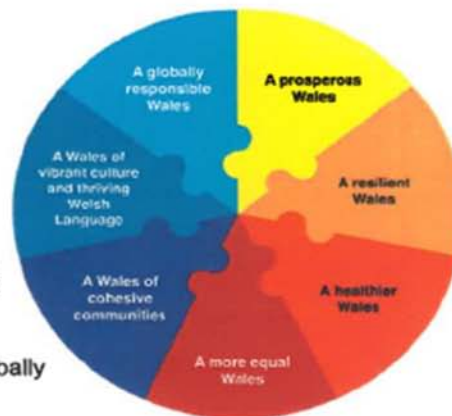 A globally
responsible
Wales
A prosperous
Wales
A resilient
Wales
A healthier
Wales
A more equal
Wales
A Wales of
cohesive
communities
A Wales of
vibrant culture
and thriving
Welsh
Language